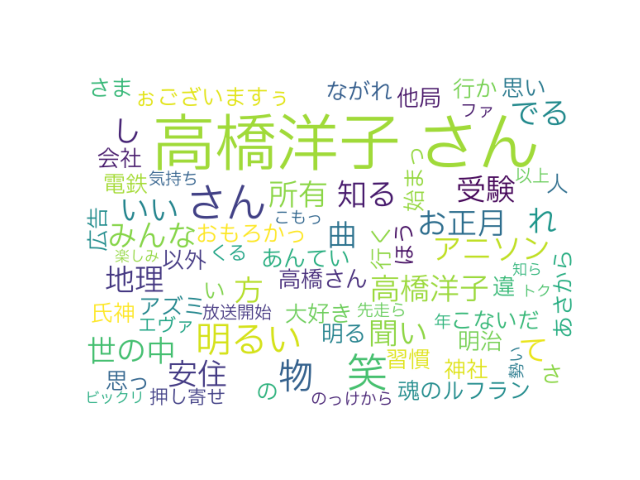 さま
ぉございますぅ
ながれ
他局
行か
思い
ファ
でる
し
高橋洋子 さん
会社
電鉄
気持ち
さん
所有
知る
始まっ
受験
以上
人
広告
いい
みんな
楽しみ
こもっ
おもろかっ
曲
行く
ほう
お正月
れ
アニソン
くる
以外
あんてい
地理
高橋さん
高橋洋子
違
知ら
トク
あさから
い
方
氏神
アズミ
エヴァ
放送開始
大好き
先走ら
年
こないだ
明るい
明る
聞い
明治
て
世の中
習慣
勢い
思っ
安住
物
笑
神社
さ
ビックリ
押し寄せ
の
のっけから
魂のルフラン